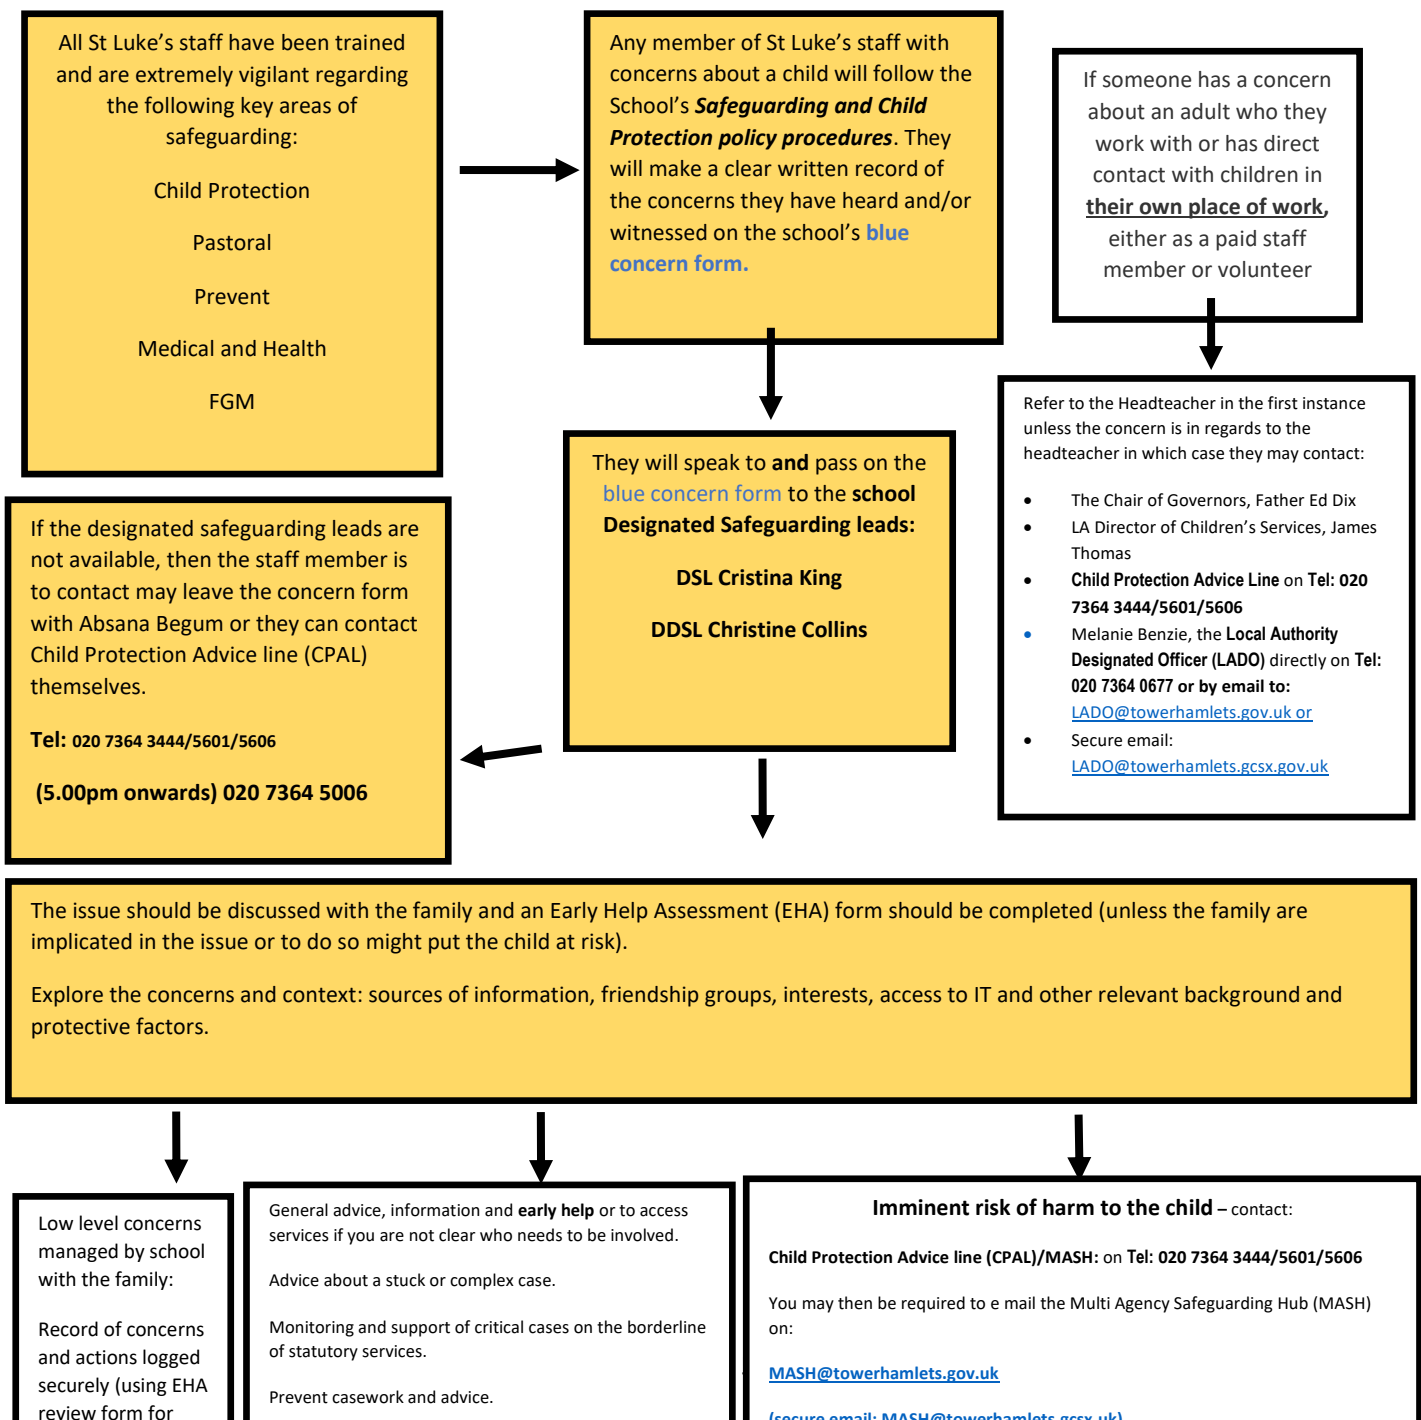 All St Luke’s staff have been trained
and are extremely vigilant regarding
the following key areas of
safeguarding:
Child Protection
Pastoral
Prevent
Medical and Health
FGM
Any member of St Luke’s staff with
concerns about a child will follow the
School’s Safeguarding and Child
Protection policy procedures. They
will make a clear written record of
the concerns they have heard and/or
witnessed on the school’s blue
concern form.
If someone has a concern
about an adult who they
work with or has direct
contact with children in
their own place of work,
either as a paid staff
member or volunteer
Refer to the Headteacher in the first instance
unless the concern is in regards to the
headteacher in which case they may contact:
• The Chair of Governors, Father Ed Dix
• LA Director of Children’s Services, James
Thomas
• Child Protection Advice Line on Tel: 020
7364 3444/5601/5606
• Melanie Benzie, the Local Authority
Designated Officer (LADO) directly on Tel:
020 7364 0677 or by email to:
LADO@towerhamlets.gov.uk or
• Secure email:
LADO@towerhamlets.gcsx.gov.uk
They will speak to and pass on the
blue concern form to the school
Designated Safeguarding leads:
DSL Cristina King
DDSL Christine Collins
If the designated safeguarding leads are
not available, then the staff member is
to contact may leave the concern form
with Absana Begum or they can contact
Child Protection Advice line (CPAL)
themselves.
Tel: 020 7364 3444/5601/5606
(5.00pm onwards) 020 7364 5006
The issue should be discussed with the family and an Early Help Assessment (EHA) form should be completed (unless the family are
implicated in the issue or to do so might put the child at risk).
Explore the concerns and context: sources of information, friendship groups, interests, access to IT and other relevant background and
protective factors.
Low level concerns
managed by school
with the family:
Record of concerns
and actions logged
securely (using EHA
review form for
General advice, information and early help or to access
services if you are not clear who needs to be involved.
Advice about a stuck or complex case.
Monitoring and support of critical cases on the borderline
of statutory services.
Prevent casework and advice.
Imminent risk of harm to the child – contact:
Child Protection Advice line (CPAL)/MASH: on Tel: 020 7364 3444/5601/5606
You may then be required to e mail the Multi Agency Safeguarding Hub (MASH)
on:
MASH@towerhamlets.gov.uk
(secure email: MASH@towerhamlets.gcsx.uk)